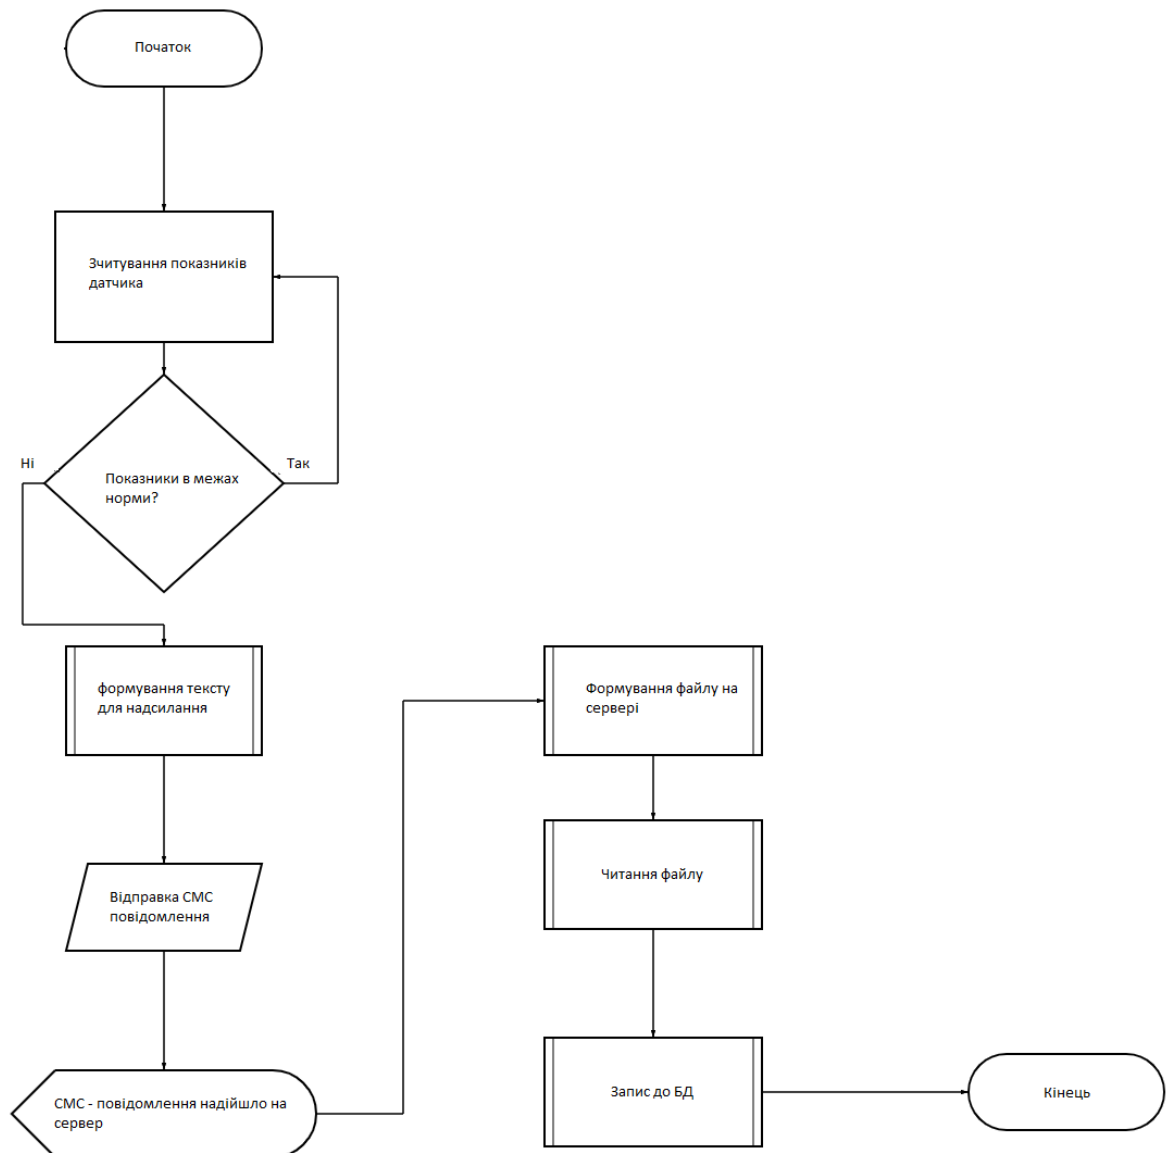 Початок
Зчитування показників
датчика
Ні
Так
Показники в межах
норми?
формування тексту
для надсилання
Відправка СМС
повідомлення
СМС - повідомлення надійшло на
сервер
Формування файлу на
сервері
Читання файлу
Запис до БД
Кінець